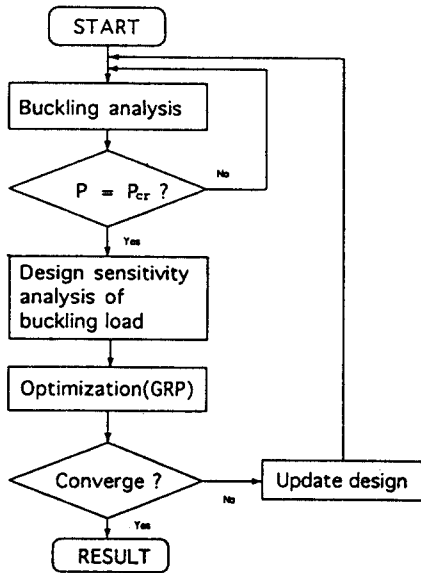 START
Buckling analysis
P = Pcr ?
No
Yes
Design sensitivity
analysis of
buckling load
Optimization(GRP)
Converge ?
No
Update design
Yes
RESULT